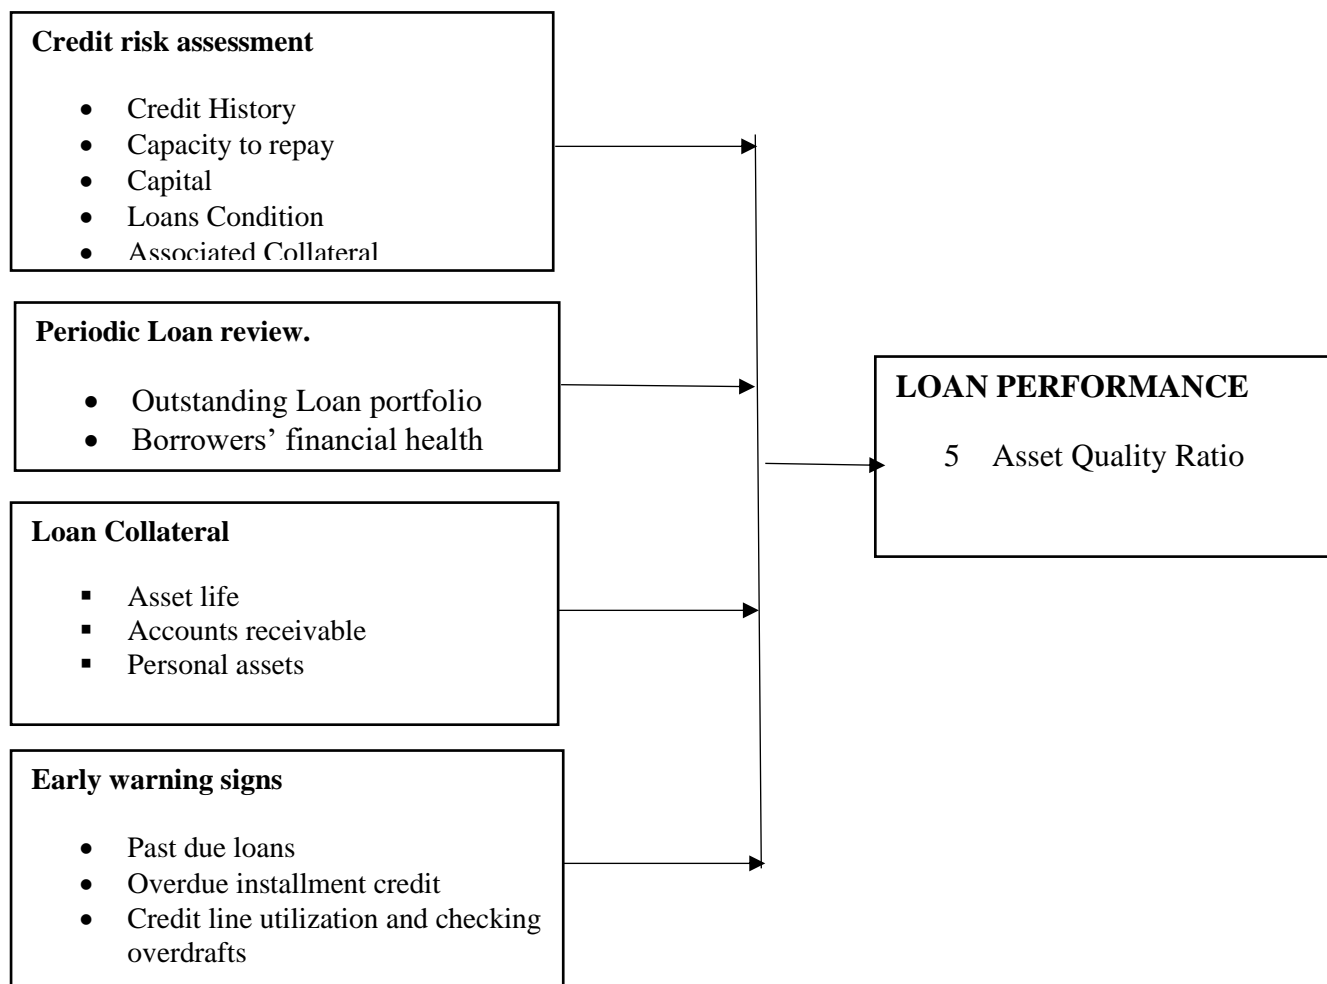 Credit risk assessment
• Credit History
• Capacity to repay
• Capital
• Loans Condition
• Associated Collateral
Periodic Loan review.
• Outstanding Loan portfolio
• Borrowers’ financial health
LOAN PERFORMANCE
5 Asset Quality Ratio
Loan Collateral
▪ Asset life
▪ Accounts receivable
▪ Personal assets
Early warning signs
• Past due loans
• Overdue installment credit
• Credit line utilization and checking
overdrafts